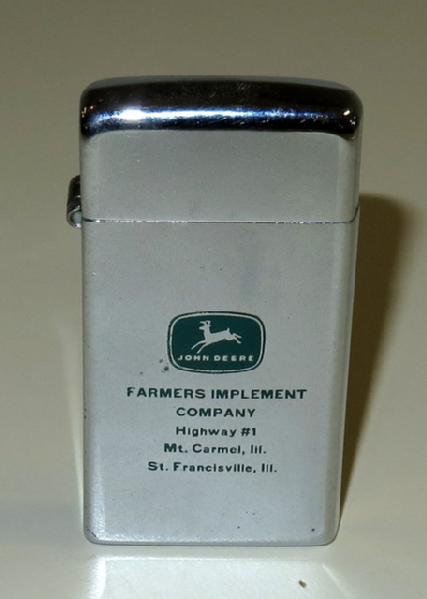 JOHN DEERE
FARMERS IMPLEMENT
COMPANY
Highway #1
Mt. Carmel, Ill.
St. Francisville, Ill.